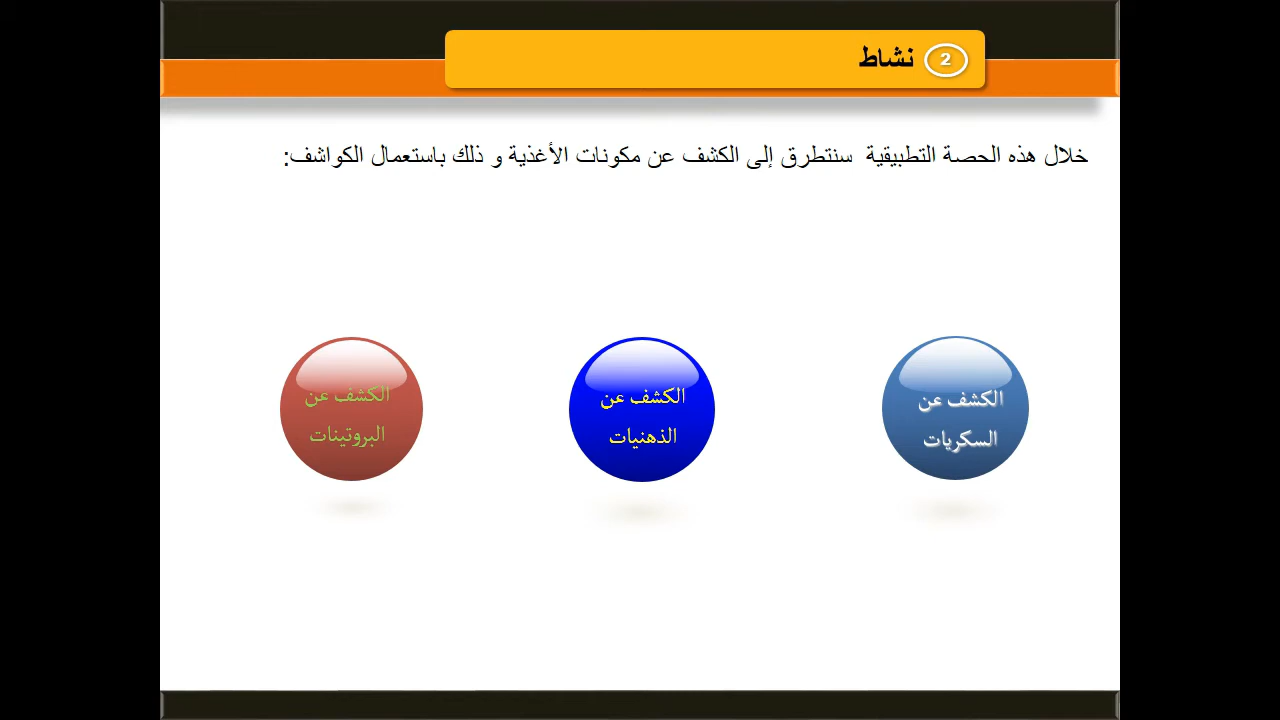 2 نشاط
خلال هذه الحصة التطبيقية سنتطرق إلى الكشف عن مكونات الأغذية و ذلك باستعمال الكواشف:
الكشف عن
السكريات
الكشف عن
الذهنيات
الكشف عن
البروتينات